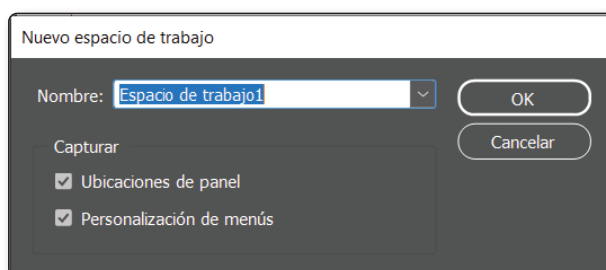 Nuevo espacio de trabajo
Nombre: Espacio de trabajo1
OK
Cancelar
Capturar
Ubicaciones de panel
Personalización de menús